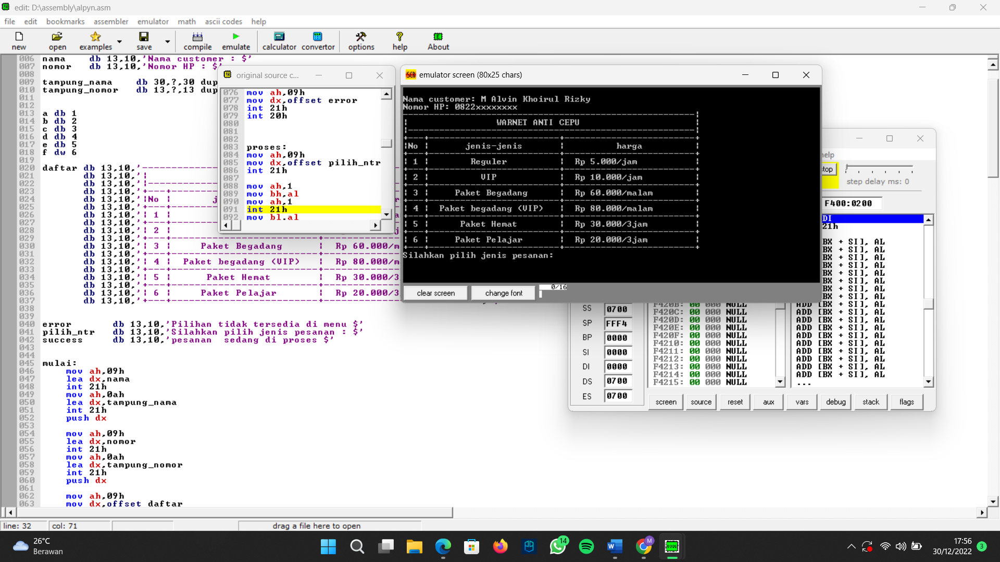 edit: D:\assembly\alpyn.asm
file edit bookmarks assembler emulator math ascii codes help
new open examples save compile emulate calculator convertor options help About
006 nama db 13,10,'Nama customer : $'
007 nomor db 13,10,'Nomor HP : $'
008
009 tampung_nama db 30,?,30 dup
010 tampung_nomor db 13,?,13 dup
011
012
013 a db 1
014 b db 2
015 c db 3
016 d db 4
017 e db 5
018 f dw 6
019
020 daftar db 13,10,'
021 db 13,10,'¦
022 db 13,10,'¦
023 db 13,10,'+----+
024 db 13,10,'¦No ¦ j
025 db 13,10,'+----+
026 db 13,10,'¦ 1 ¦
027 db 13,10,'+----+
028 db 13,10,'¦ 2 ¦
029 db 13,10,'+----+
030 db 13,10,'¦ 3 ¦ Paket Begadang ¦ Rp 60.000/m
031 db 13,10,'+----+
032 db 13,10,'¦ 4 ¦ Paket begadang (VIP) ¦ Rp 80.000/m
033 db 13,10,'+----+
034 db 13,10,'¦ 5 ¦ Paket Hemat ¦ Rp 30.000/3
035 db 13,10,'+----+
036 db 13,10,'¦ 6 ¦ Paket Pelajar ¦ Rp 20.000/3
037 db 13,10,'+----+
038
039
040 error db 13,10,'Pilihan tidak tersedia di menu $'
041 pilih_ntr db 13,10,'Silahkan pilih jenis pesanan : $'
042 success db 13,10,'pesanan sedang di proses $'
043
044
045 mulai:
046 mov ah,09h
047 lea dx,nama
048 int 21h
049 mov ah,0ah
050 lea dx,tampung_nama
051 int 21h
052 push dx
053
054 mov ah,09h
055 lea dx,nomor
056 int 21h
057 mov ah,0ah
058 lea dx,tampung_nomor
059 int 21h
060 push dx
061
062 mov ah,09h
063 mov dx,offset daftar
original source c...
076 mov ah,09h
077 mov dx,offset error
078 int 21h
079 int 20h
080
081
082
083 proses:
084 mov ah,09h
085 mov dx,offset pilih_ntr
086 int 21h
087
088 mov ah,1
089 mov bh,al
090 mov ah,1
091 int 21h
092 mov bl,al
SCR emulator screen (80x25 chars)
Nama customer: M Alvin Khoirul Rizky
Nomor HP: 0822xxxxxxxx
WARNET ANTI CEPU
¦No ¦ jenis-jenis ¦ harga ¦
¦ 1 ¦ Reguler ¦ Rp 5.000/jam ¦
¦ 2 ¦ VIP ¦ Rp 10.000/jam ¦
¦ 3 ¦ Paket Begadang ¦ Rp 60.000/malam ¦
¦ 4 ¦ Paket begadang (VIP) ¦ Rp 80.000/malam ¦
¦ 5 ¦ Paket Hemat ¦ Rp 30.000/3jam ¦
¦ 6 ¦ Paket Pelajar ¦ Rp 20.000/3jam ¦
Silahkan pilih jenis pesanan:
clear screen change font 0/16
step delay ms: 0
F400:0200
DI
21h
[BX + SI], AL
[BX + SI], AL
[BX + SI], AL
[BX + SI], AL
[BX + SI], AL
[BX + SI], AL
[BX + SI], AL
[BX + SI], AL
SS 0700
SP FFF4
BP 0000
SI 0000
DI 0000
DS 0700
ES 0700
F420B: 00 000 NULL ADD [BX + SI], AL
F420C: 00 000 NULL ADD [BX + SI], AL
F420D: 00 000 NULL ADD [BX + SI], AL
F420E: 00 000 NULL ADD [BX + SI], AL
F420F: 00 000 NULL ADD [BX + SI], AL
F4210: 00 000 NULL ADD [BX + SI], AL
F4211: 00 000 NULL ADD [BX + SI], AL
F4212: 00 000 NULL ADD [BX + SI], AL
F4213: 00 000 NULL ADD [BX + SI], AL
F4214: 00 000 NULL ADD [BX + SI], AL
F4215: 00 000 NULL ...
screen source reset aux vars debug stack flags
line: 32 col: 71 drag a file here to open
26°C
Berawan
14
M
17:56
30/12/2022
3